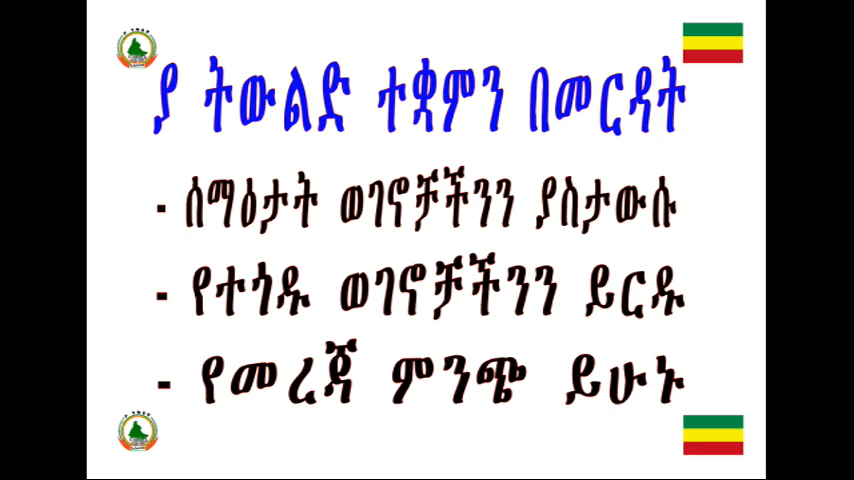 ያ ትውልድ ተቋምን በመርዳት
- ሰማዕታት ወገኖቻችንን ያስታውሱ
- የተጎዱ ወገኖቻችንን ይርዱ
- የመረጃ ምንጭ ይሁኑ